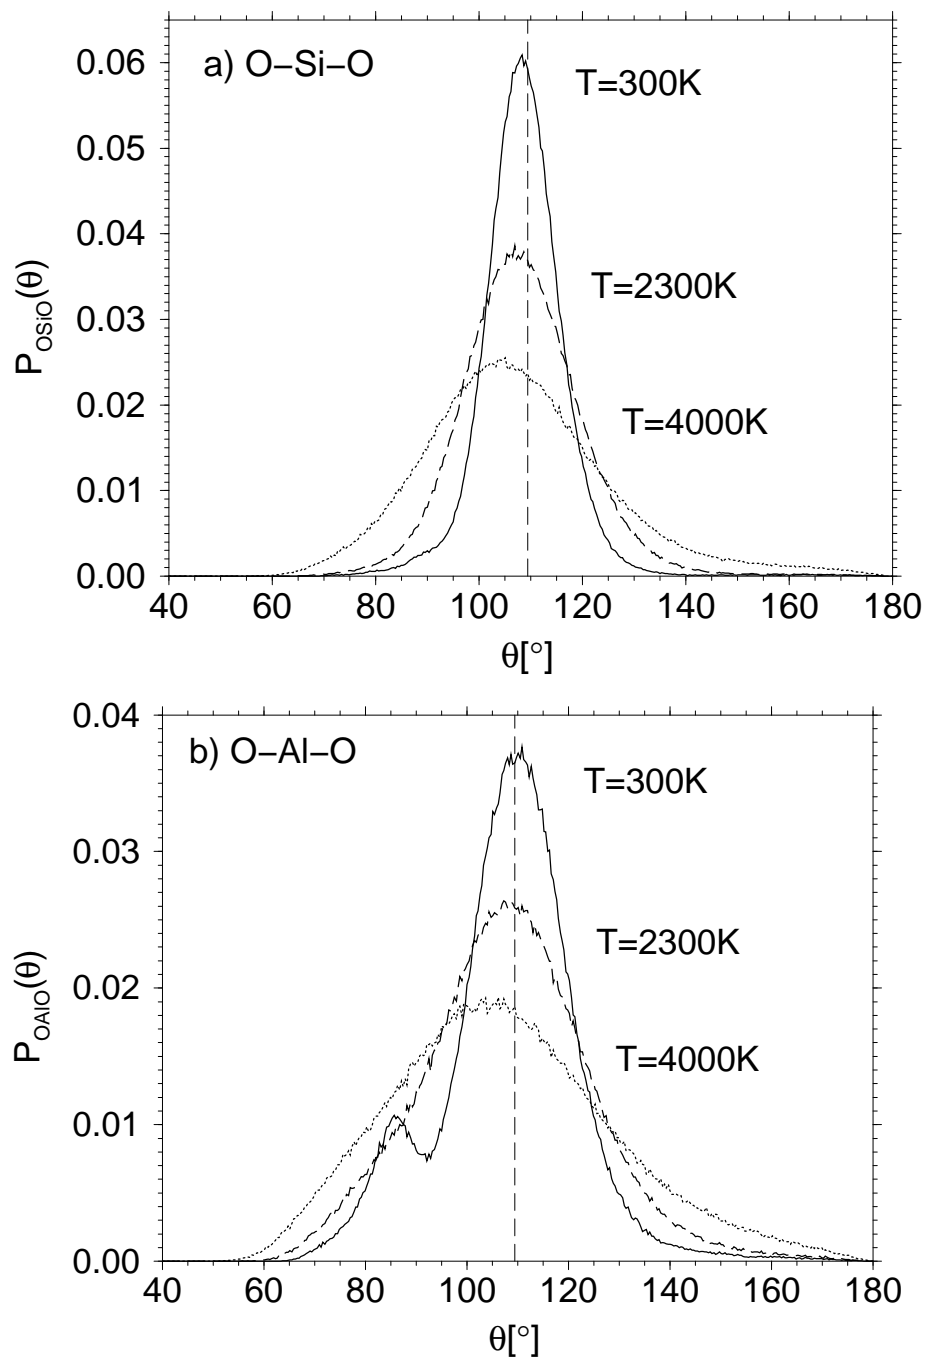 a) O−Si−O
T=300K
T=2300K
T=4000K
0.06
0.05
0.04
0.03
0.02
0.01
0.00
P_OSiO(θ)
40 60 80 100 120 140 160 180
θ[°]
b) O−Al−O
T=300K
T=2300K
T=4000K
0.04
0.03
0.02
0.01
0.00
P_OAlO(θ)
40 60 80 100 120 140 160 180
θ[°]